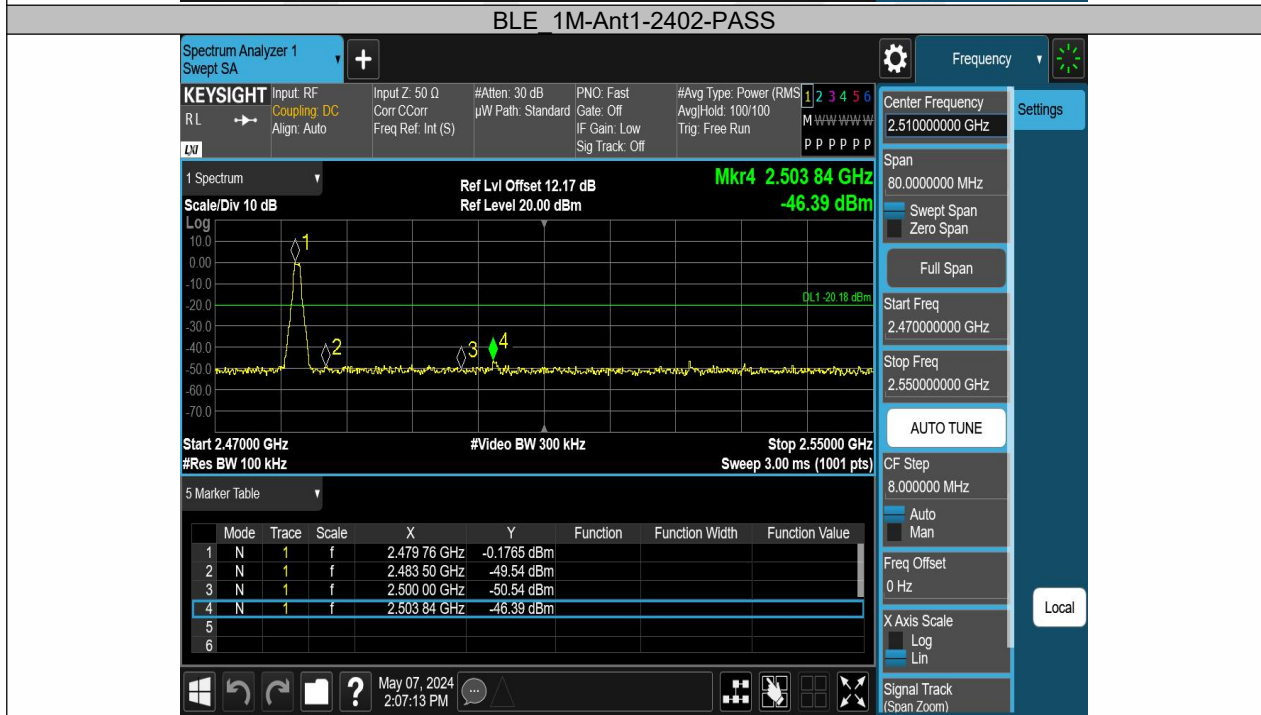 BLE_1M-Ant1-2402-PASS
Spectrum Analyzer 1
Swept SA
+
Frequency
KEYSIGHT
RL
LXI
Input: RF
Coupling: DC
Align: Auto
Input Z: 50 Ω
Corr CCorr
Freq Ref: Int (S)
#Atten: 30 dB
µW Path: Standard
PNO: Fast
Gate: Off
IF Gain: Low
Sig Track: Off
#Avg Type: Power (RMS
Avg|Hold: 100/100
Trig: Free Run
1 2 3 4 5 6
M W W W W W
P P P P P P
1 Spectrum
Scale/Div 10 dB
Ref Lvl Offset 12.17 dB
Ref Level 20.00 dBm
Mkr4 2.503 84 GHz
-46.39 dBm
Log
10.0
0.00
-10.0
-20.0
-30.0
-40.0
-50.0
-60.0
-70.0
1
2
3
4
DL1 -20.18 dBm
Start 2.47000 GHz
#Video BW 300 kHz
Stop 2.55000 GHz
#Res BW 100 kHz
Sweep 3.00 ms (1001 pts)
5 Marker Table
Mode Trace Scale X Y Function Function Width Function Value
1 N 1 f 2.479 76 GHz -0.1765 dBm
2 N 1 f 2.483 50 GHz -49.54 dBm
3 N 1 f 2.500 00 GHz -50.54 dBm
4 N 1 f 2.503 84 GHz -46.39 dBm
5
6
?
May 07, 2024
2:07:13 PM
Center Frequency
2.510000000 GHz
Settings
Span
80.0000000 MHz
Swept Span
Zero Span
Full Span
Start Freq
2.470000000 GHz
Stop Freq
2.550000000 GHz
AUTO TUNE
CF Step
8.000000 MHz
Auto
Man
Freq Offset
0 Hz
X Axis Scale
Log
Lin
Local
Signal Track
(Span Zoom)